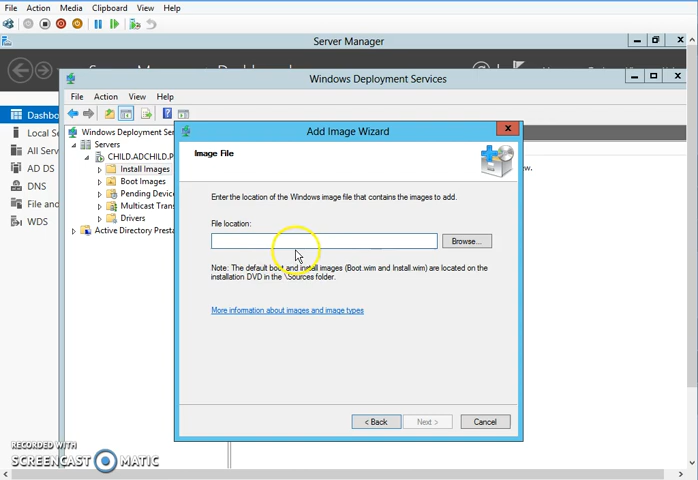 File Action Media Clipboard View Help
Server Manager
Windows Deployment Services
File Action View Help
Dashbo
Local Se
All Serv
AD DS
DNS
File and
WDS
Windows Deployment Serv
Servers
CHILD.ADCHILD.P
Install Images
Boot Images
Pending Device
Multicast Trans
Drivers
Active Directory Presta
ew.
Add Image Wizard
Image File
Enter the location of the Windows image file that contains the images to add.
File location:
Browse...
Note: The default boot and install images (Boot.wim and Install.wim) are located on the
installation DVD in the \Sources folder.
More information about images and image types
< Back Next > Cancel
RECORDED WITH
SCREENCAST MATIC